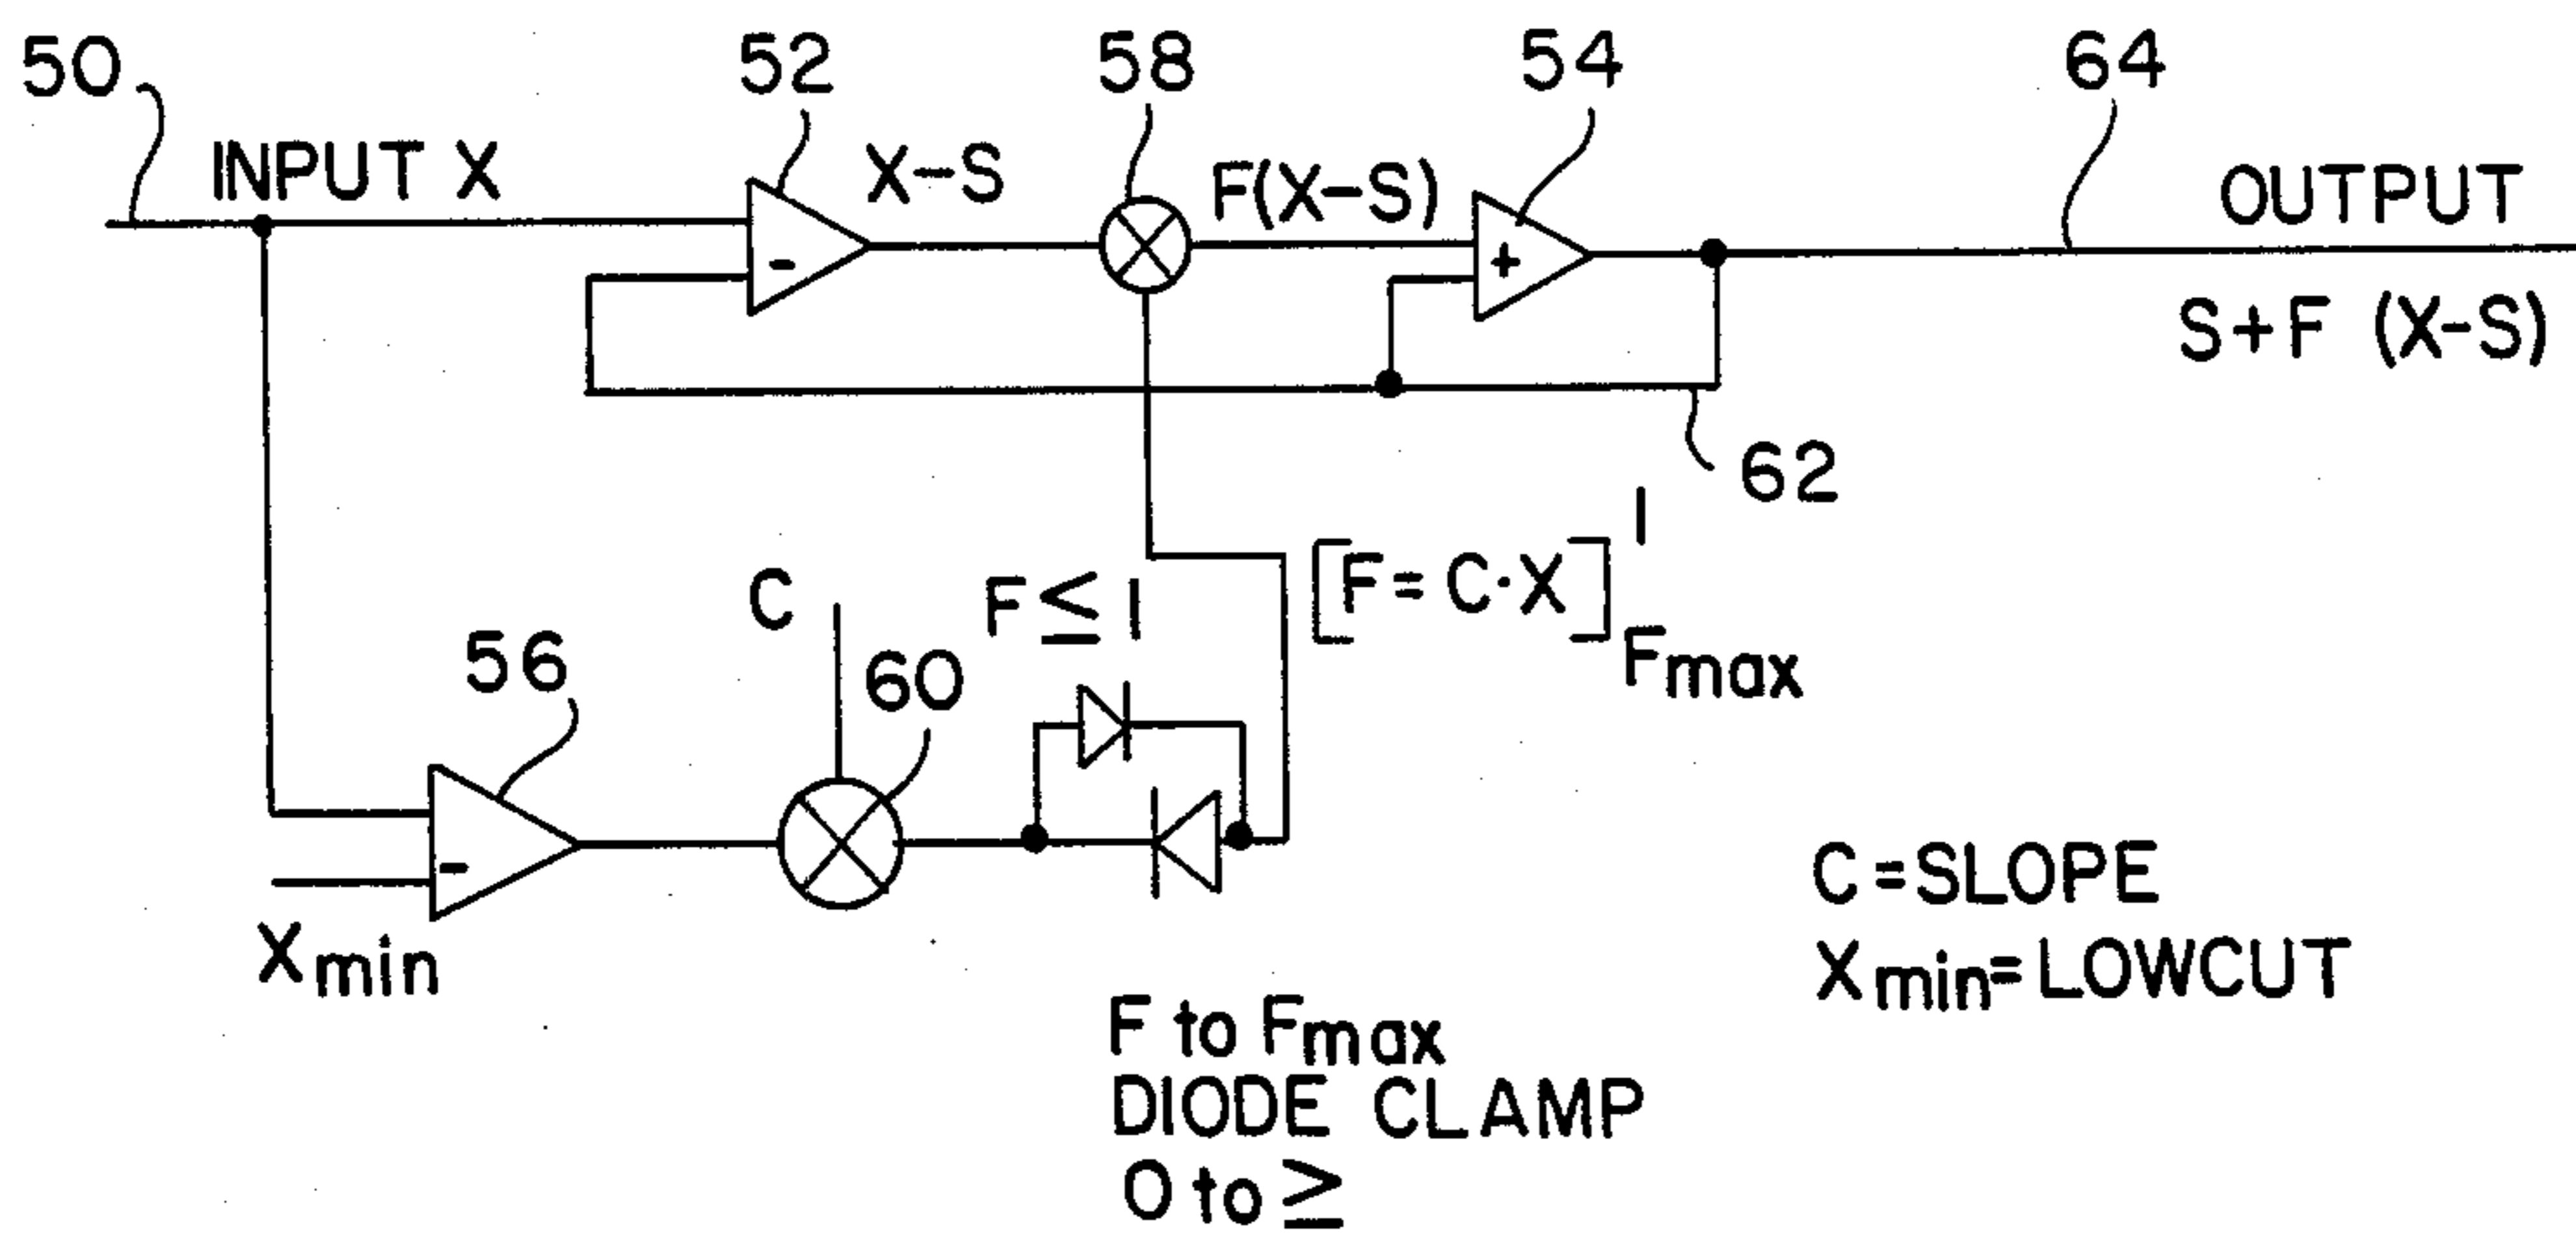 50
52
58
54
64
INPUT X
X-S
F(X-S)
OUTPUT
-
+
S+F (X-S)
62
C
F ≤ 1
[F = C·X]
1
Fmax
56
60
-
Xmin
C = SLOPE
Xmin = LOWCUT
F to Fmax
DIODE CLAMP
0 to ≥